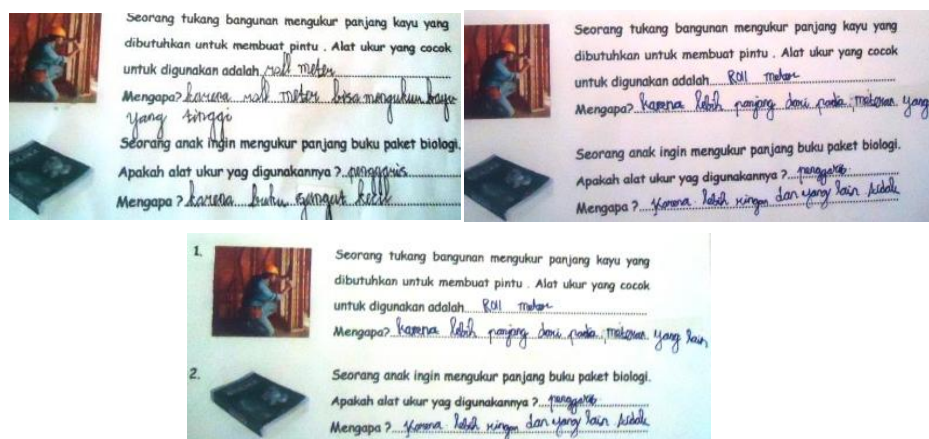 Seorang tukang bangunan mengukur panjang kayu yang
dibutuhkan untuk membuat pintu . Alat ukur yang cocok
untuk digunakan adalah roll meter
Mengapa? karena roll meter bisa mengukur kayu
yang tinggi
Seorang anak ingin mengukur panjang buku paket biologi.
Apakah alat ukur yag digunakannya ? penggaris
Mengapa ? karena buku sangat kecil
Seorang tukang bangunan mengukur panjang kayu yang
dibutuhkan untuk membuat pintu . Alat ukur yang cocok
untuk digunakan adalah Roll meter
Mengapa? karena lebih panjang dari pada meteran yang
Seorang anak ingin mengukur panjang buku paket biologi.
Apakah alat ukur yag digunakannya ? penggaris
Mengapa ? karena lebih ringan dan yang lain tidak
1. Seorang tukang bangunan mengukur panjang kayu yang
dibutuhkan untuk membuat pintu . Alat ukur yang cocok
untuk digunakan adalah Roll meter
Mengapa? karena lebih panjang dari pada meteran yang lain
2. Seorang anak ingin mengukur panjang buku paket biologi.
Apakah alat ukur yag digunakannya ? penggaris
Mengapa ? karena lebih ringan dan yang lain tidak